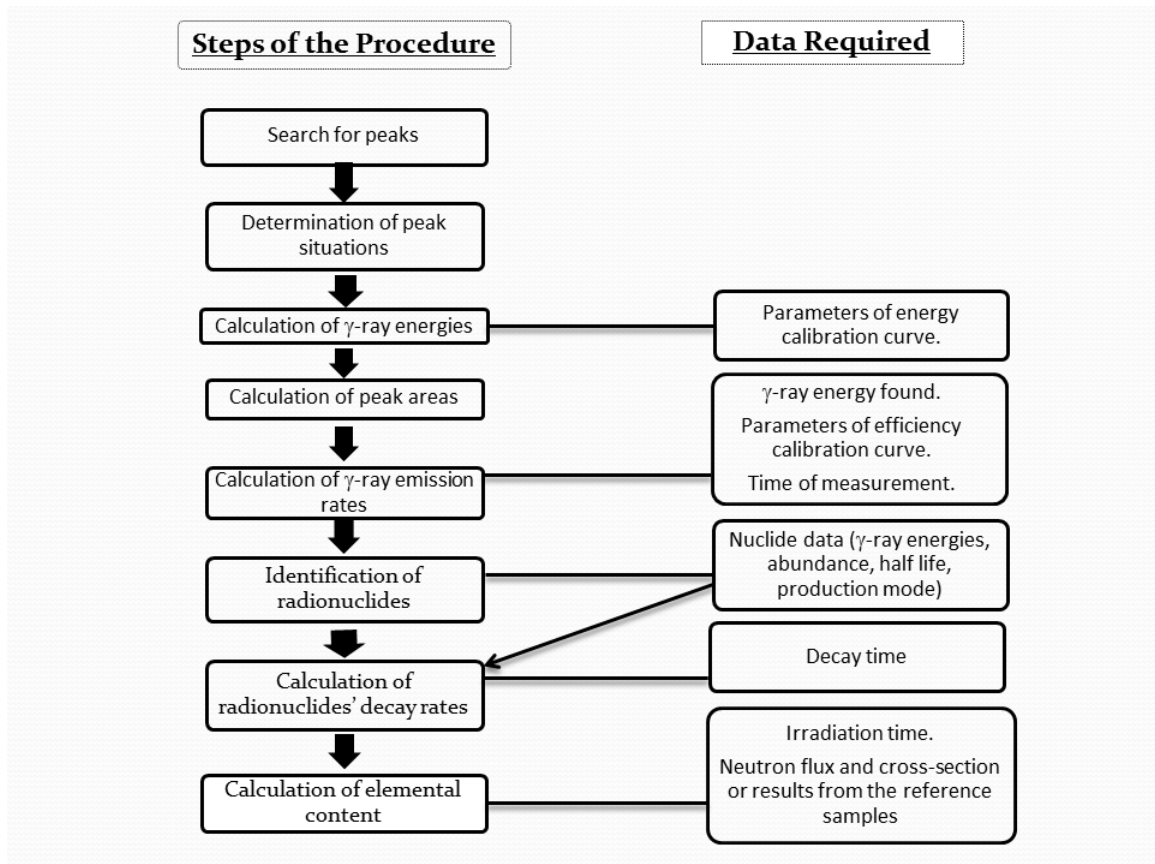 Steps of the Procedure
Data Required
Search for peaks
Determination of peak
situations
Calculation of γ-ray energies
Parameters of energy
calibration curve.
Calculation of peak areas
γ-ray energy found.
Parameters of efficiency
calibration curve.
Time of measurement.
Calculation of γ-ray emission
rates
Identification of
radionuclides
Nuclide data (γ-ray energies,
abundance, half life,
production mode)
Calculation of
radionuclides' decay rates
Decay time
Calculation of elemental
content
Irradiation time.
Neutron flux and cross-section
or results from the reference
samples